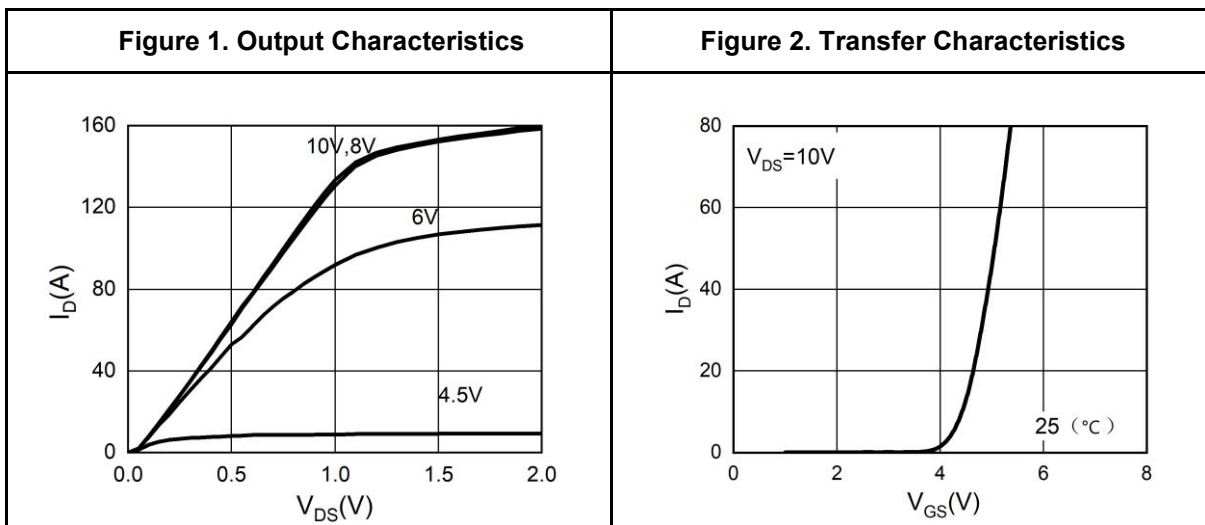 Figure 1. Output Characteristics
160
120
80
40
0
0.0 0.5 1.0 1.5 2.0
I_D(A)
V_DS(V)
10V,8V
6V
4.5V
Figure 2. Transfer Characteristics
80
60
40
20
0
0 2 4 6 8
I_D(A)
V_GS(V)
V_DS=10V
25（℃）